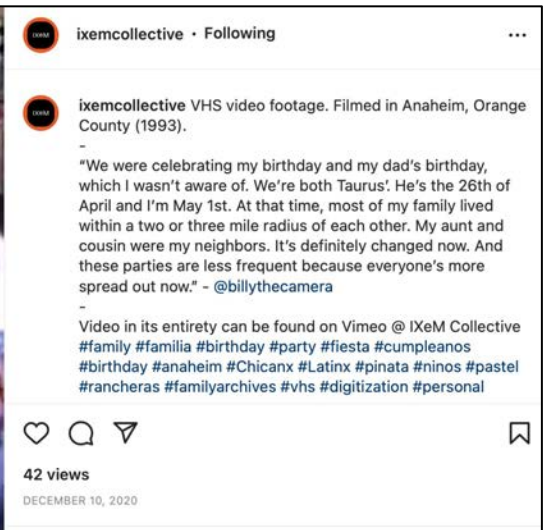 ixemcollective • Following
ixemcollective VHS video footage. Filmed in Anaheim, Orange
County (1993).
-
"We were celebrating my birthday and my dad's birthday,
which I wasn't aware of. We're both Taurus'. He's the 26th of
April and I'm May 1st. At that time, most of my family lived
within a two or three mile radius of each other. My aunt and
cousin were my neighbors. It's definitely changed now. And
these parties are less frequent because everyone's more
spread out now." - @billythecamera
-
Video in its entirety can be found on Vimeo @ IXeM Collective
#family #familia #birthday #party #fiesta #cumpleanos
#birthday #anaheim #Chicanx #Latinx #pinata #ninos #pastel
#rancheras #familyarchives #vhs #digitization #personal
42 views
DECEMBER 10, 2020